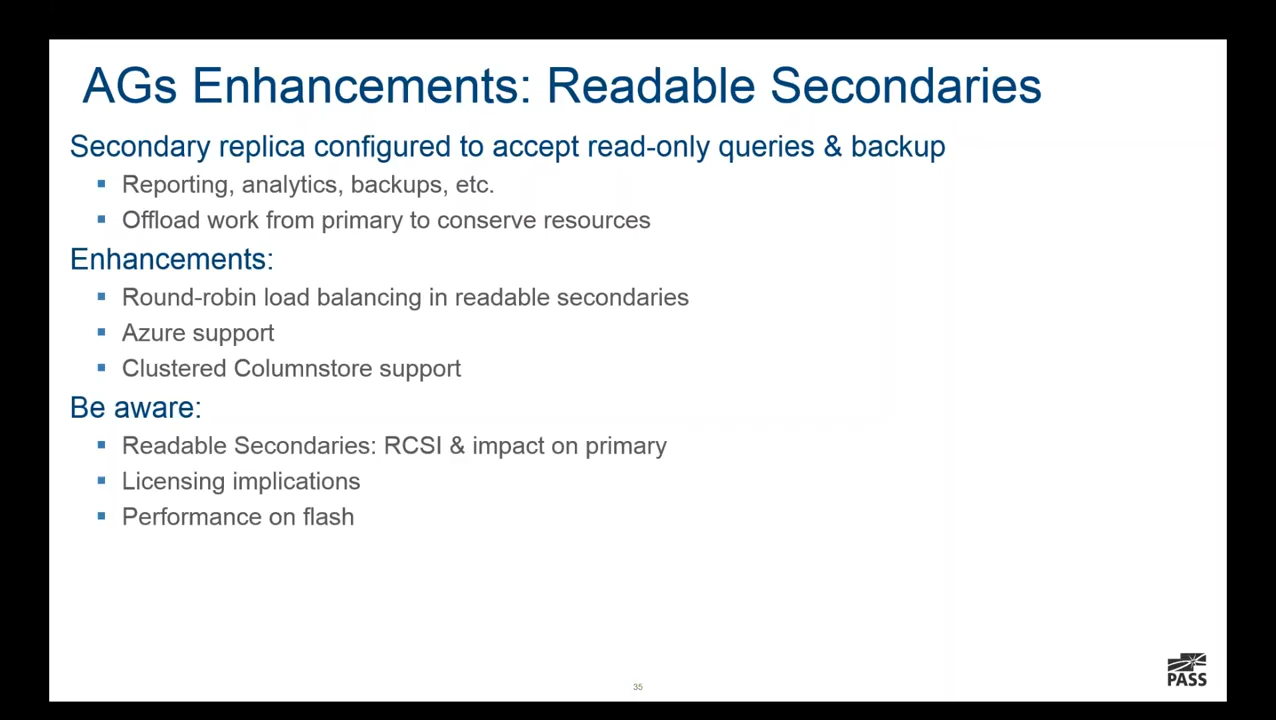 AGs Enhancements: Readable Secondaries
Secondary replica configured to accept read-only queries & backup
▪ Reporting, analytics, backups, etc.
▪ Offload work from primary to conserve resources
Enhancements:
▪ Round-robin load balancing in readable secondaries
▪ Azure support
▪ Clustered Columnstore support
Be aware:
▪ Readable Secondaries: RCSI & impact on primary
▪ Licensing implications
▪ Performance on flash
35
PASS